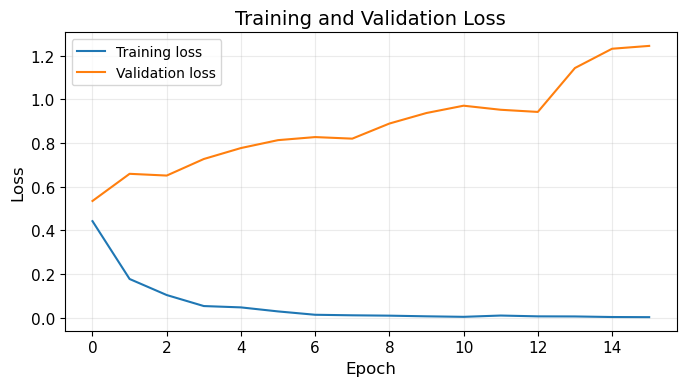 Training and Validation Loss
Training loss
Validation loss
1.2
1.0
0.8
0.6
0.4
0.2
0.0
Loss
0 2 4 6 8 10 12 14
Epoch